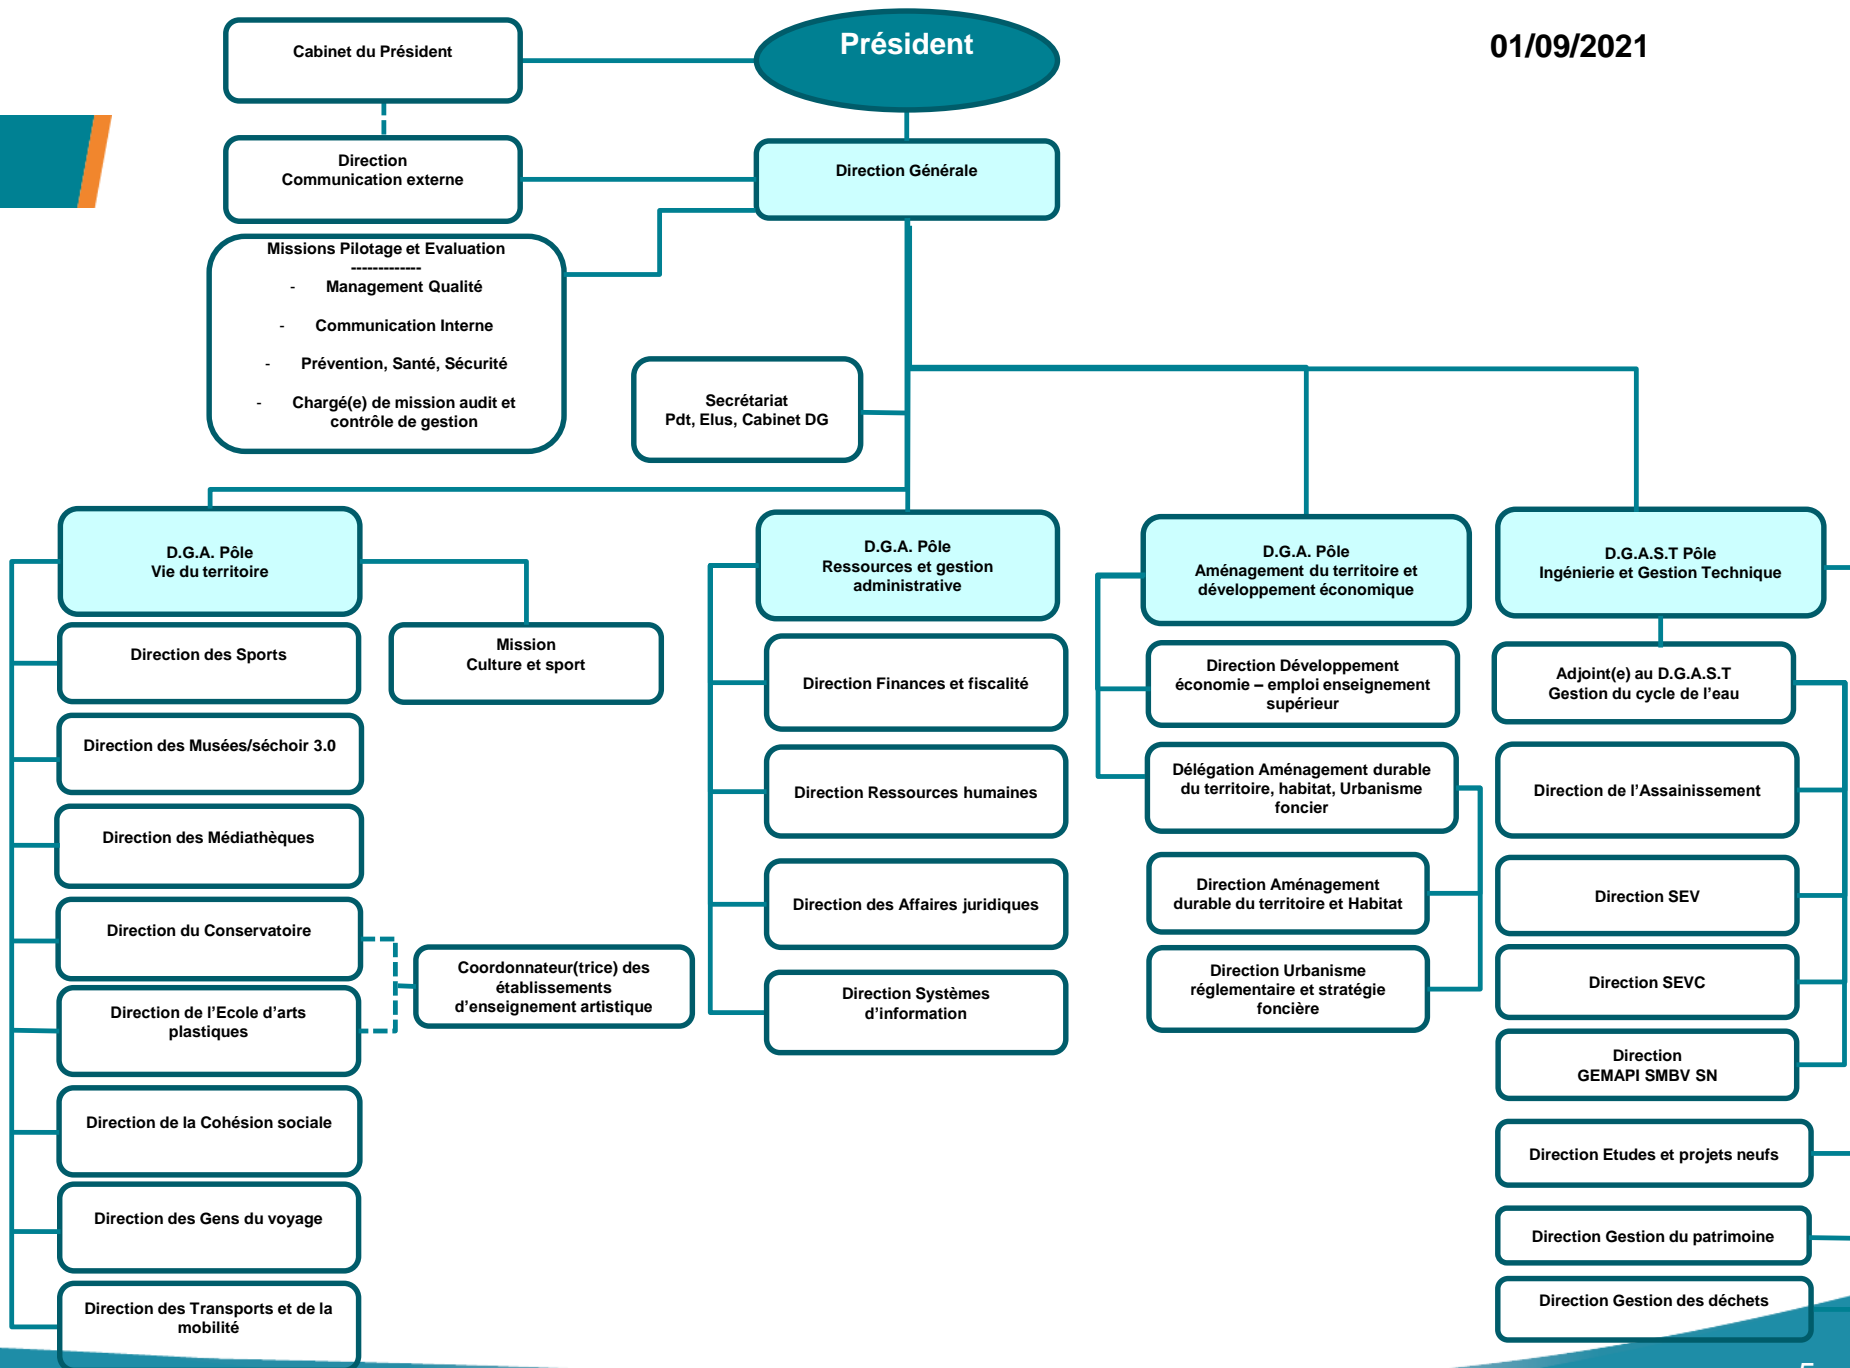 Président
01/09/2021
Cabinet du Président
Direction
Communication externe
Direction Générale
Missions Pilotage et Evaluation
-------------
- Management Qualité
- Communication Interne
- Prévention, Santé, Sécurité
- Chargé(e) de mission audit et
contrôle de gestion
Secrétariat
Pdt, Elus, Cabinet DG
D.G.A. Pôle
Vie du territoire
Direction des Sports
Mission
Culture et sport
Direction des Musées/séchoir 3.0
Direction des Médiathèques
Direction du Conservatoire
Direction de l’Ecole d’arts
plastiques
Coordonnateur(trice) des
établissements
d’enseignement artistique
Direction de la Cohésion sociale
Direction des Gens du voyage
Direction des Transports et de la
mobilité
D.G.A. Pôle
Ressources et gestion
administrative
Direction Finances et fiscalité
Direction Ressources humaines
Direction des Affaires juridiques
Direction Systèmes
d’information
D.G.A. Pôle
Aménagement du territoire et
développement économique
Direction Développement
économie – emploi enseignement
supérieur
Délégation Aménagement durable
du territoire, habitat, Urbanisme
foncier
Direction Aménagement
durable du territoire et Habitat
Direction Urbanisme
réglementaire et stratégie
foncière
D.G.A.S.T Pôle
Ingénierie et Gestion Technique
Adjoint(e) au D.G.A.S.T
Gestion du cycle de l’eau
Direction de l’Assainissement
Direction SEV
Direction SEVC
Direction
GEMAPI SMBV SN
Direction Etudes et projets neufs
Direction Gestion du patrimoine
Direction Gestion des déchets